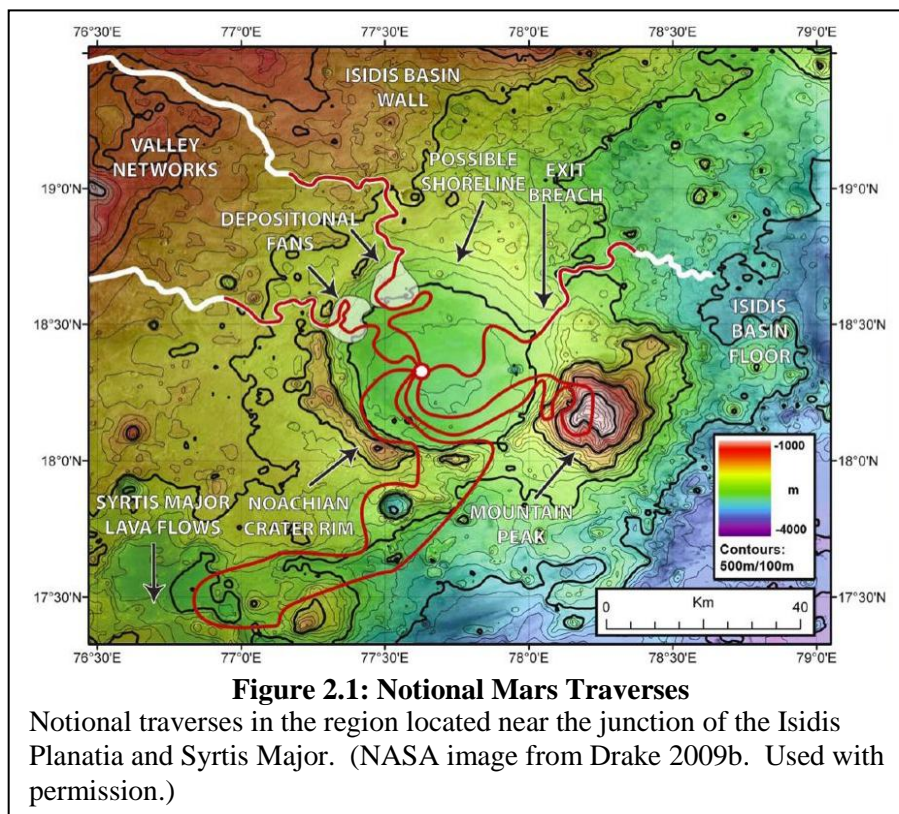 76°30'E 77°0'E 77°30'E 78°0'E 78°30'E 79°0'E
ISIDIS BASIN
WALL
VALLEY
NETWORKS
POSSIBLE
SHORELINE
EXIT
BREACH
19°0'N 19°0'N
DEPOSITIONAL
FANS
18°30'N 18°30'N
ISIDIS
BASIN
FLOOR
18°0'N 18°0'N
SYRTIS MAJOR
LAVA FLOWS
NOACHIAN
CRATER RIM
MOUNTAIN
PEAK
-1000
m
-4000
Contours:
500m/100m
17°30'N 17°30'N
Km
0 40
76°30'E 77°0'E 77°30'E 78°0'E 78°30'E 79°0'E
Figure 2.1: Notional Mars Traverses
Notional traverses in the region located near the junction of the Isidis
Planatia and Syrtis Major. (NASA image from Drake 2009b. Used with
permission.)